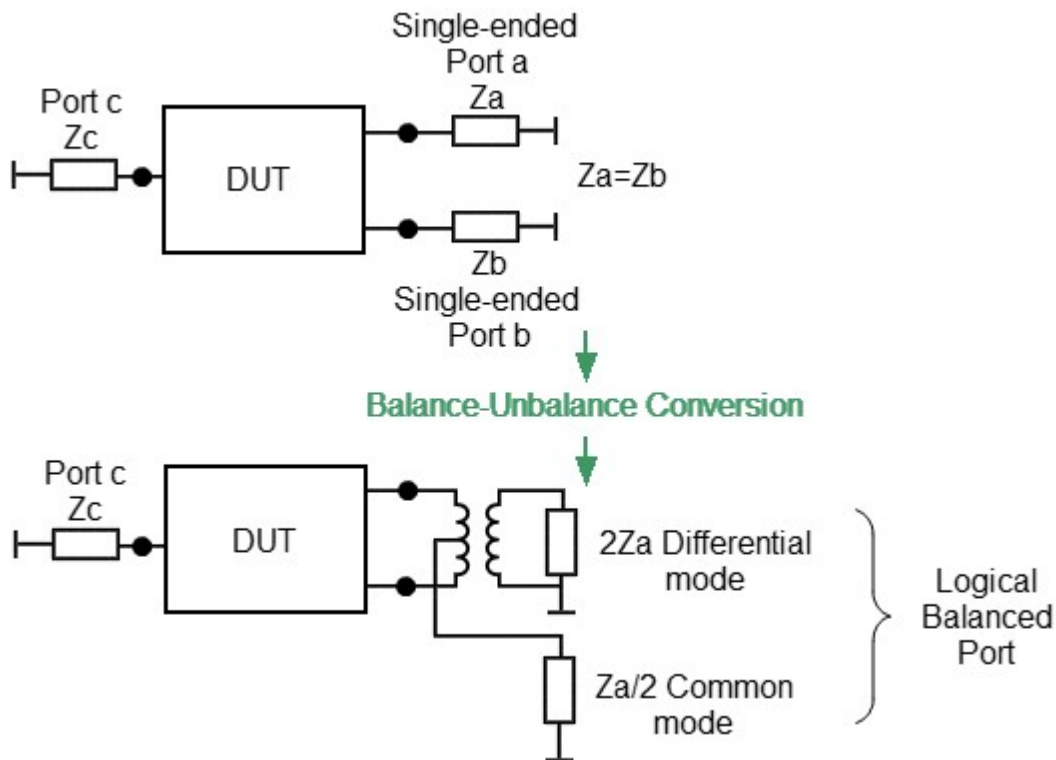 Single-ended
Port a
Za
Port c
Zc
DUT
Za=Zb
Zb
Single-ended
Port b
Balance-Unbalance Conversion
Port c
Zc
DUT
2Za Differential
mode
Za/2 Common
mode
Logical
Balanced
Port